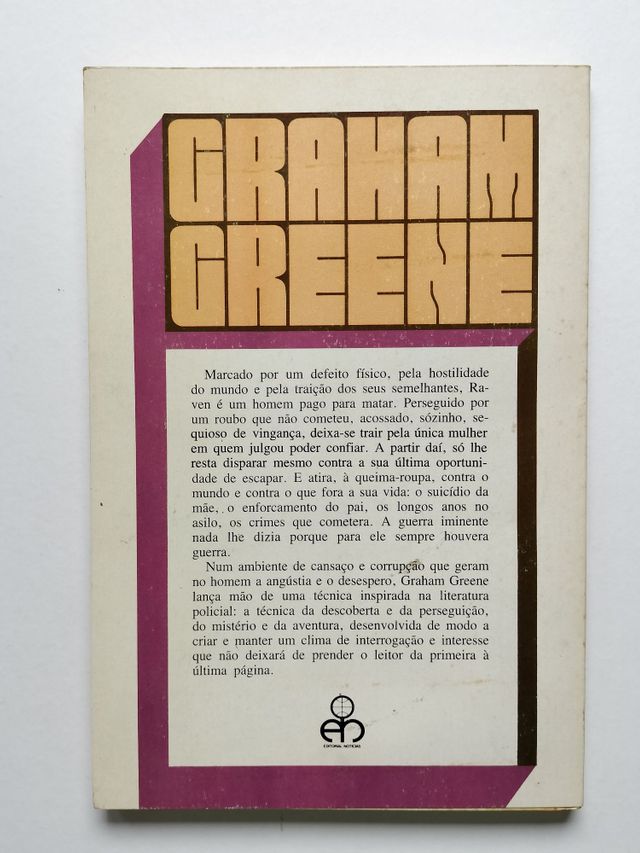 GRAHAM
GREENE
Marcado por um defeito físico, pela hostilidade
do mundo e pela traição dos seus semelhantes, Ra-
ven é um homem pago para matar. Perseguido por
um roubo que não cometeu, acossado, sózinho, se-
quioso de vingança, deixa-se trair pela única mulher
em quem julgou poder confiar. A partir daí, só lhe
resta disparar mesmo contra a sua última oportuni-
dade de escapar. E atira, à queima-roupa, contra o
mundo e contra o que fora a sua vida: o suicídio da
mãe, o enforcamento do pai, os longos anos no
asilo, os crimes que cometera. A guerra iminente
nada lhe dizia porque para ele sempre houvera
guerra.
Num ambiente de cansaço e corrupção que geram
no homem a angústia e o desespero, Graham Greene
lança mão de uma técnica inspirada na literatura
policial: a técnica da descoberta e da perseguição,
do mistério e da aventura, desenvolvida de modo a
criar e manter um clima de interrogação e interesse
que não deixará de prender o leitor da primeira à
última página.
en
EDITORIAL NOTÍCIAS